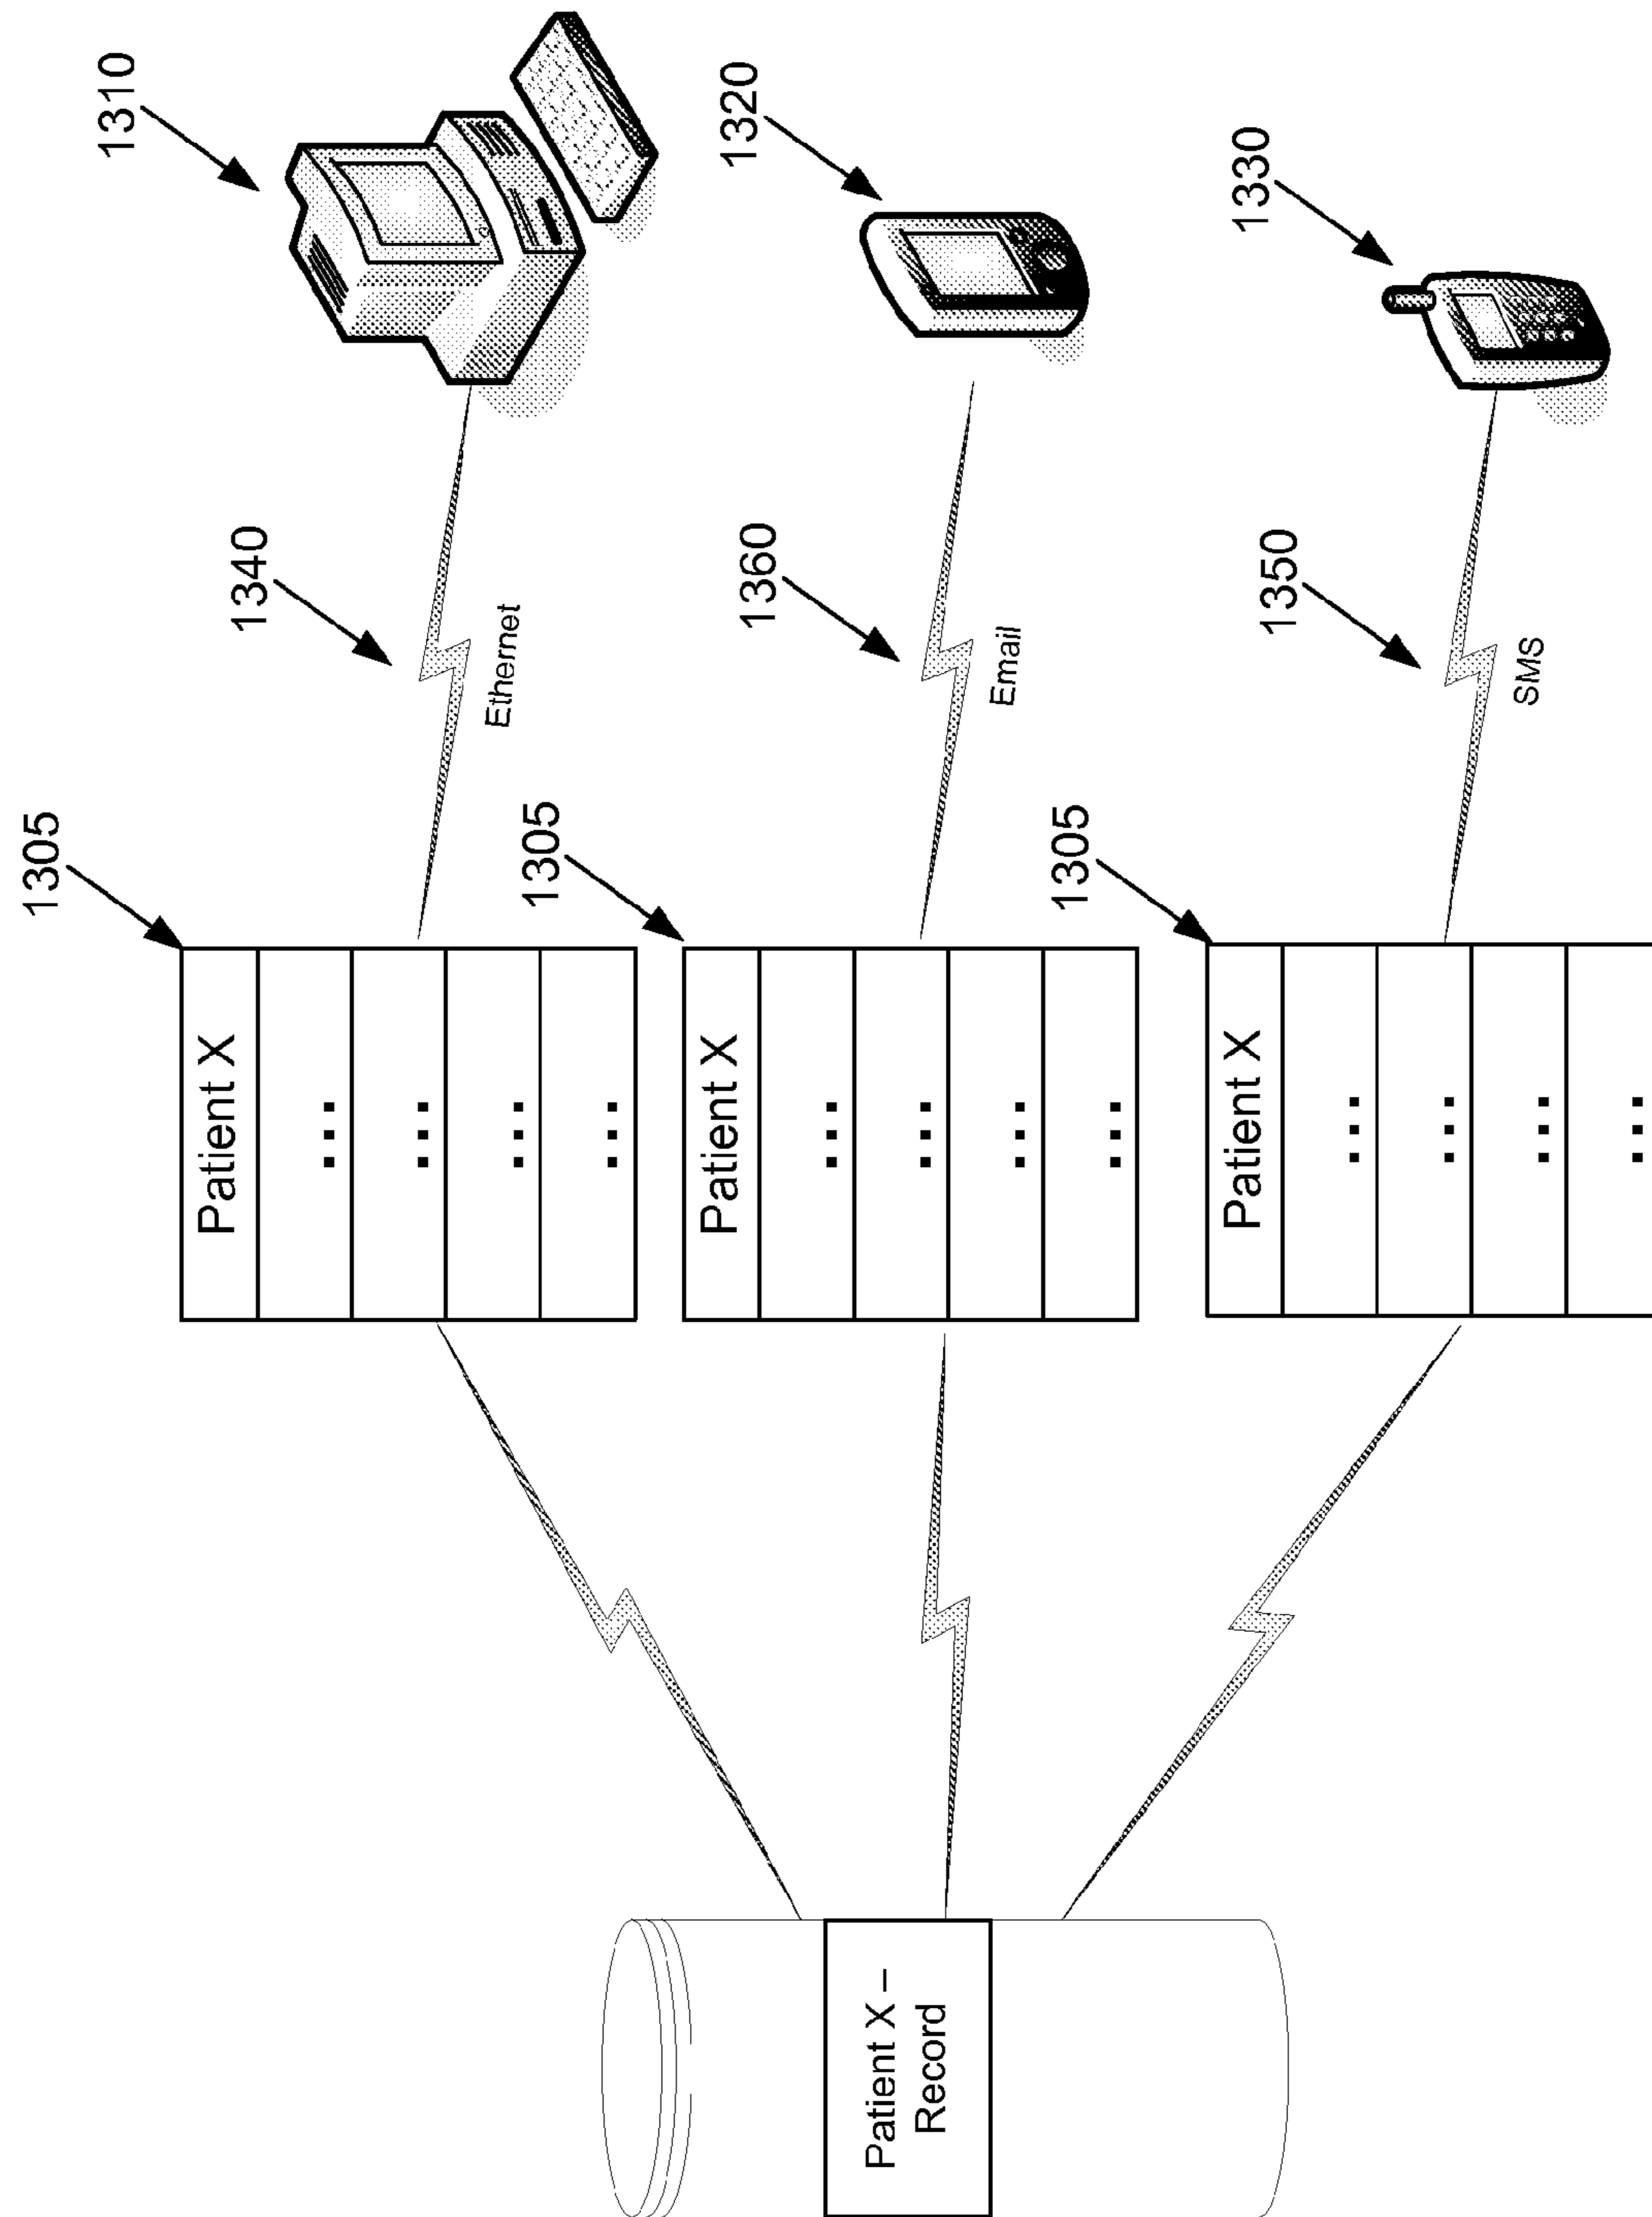 1305
1310
Patient X
1340
...
...
Ethernet
...
...
1305
Patient X
1320
1360
...
Patient X –
Record
...
Email
...
...
1305
Patient X
1330
1350
...
...
SMS
...
...